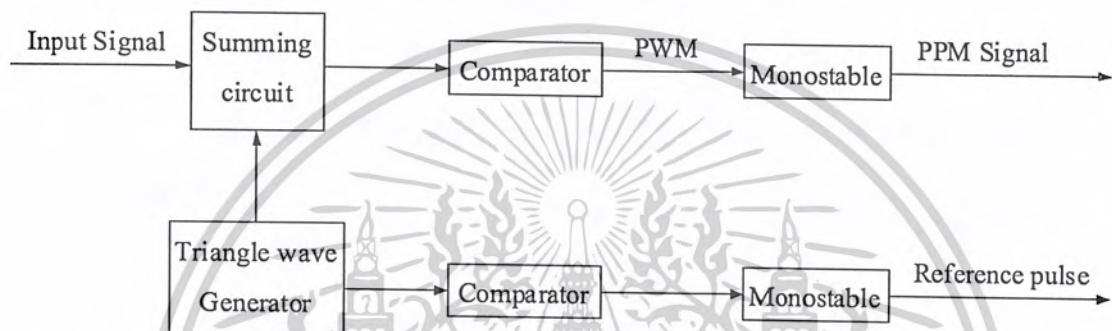 Input Signal
Summing
circuit
Comparator
PWM
Monostable
PPM Signal
Triangle wave
Generator
Comparator
Monostable
Reference pulse